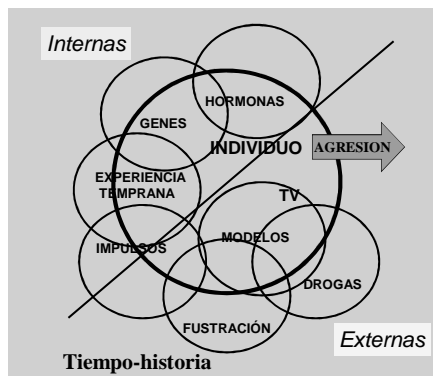 Internas
HORMONAS
GENES
INDIVIDUO
AGRESION
EXPERIENCIA
TEMPRANA
TV
IMPULSOS
MODELOS
DROGAS
FUSTRACIÓN
Externas
Tiempo-historia